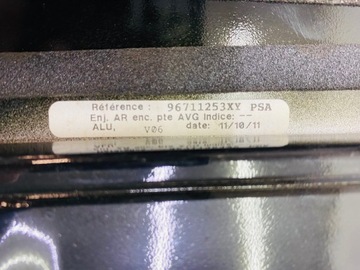 Référence : 96711253XY PSA
Enj. AR enc. pte AVG Indice: --
ALU, V06 date: 11/10/11